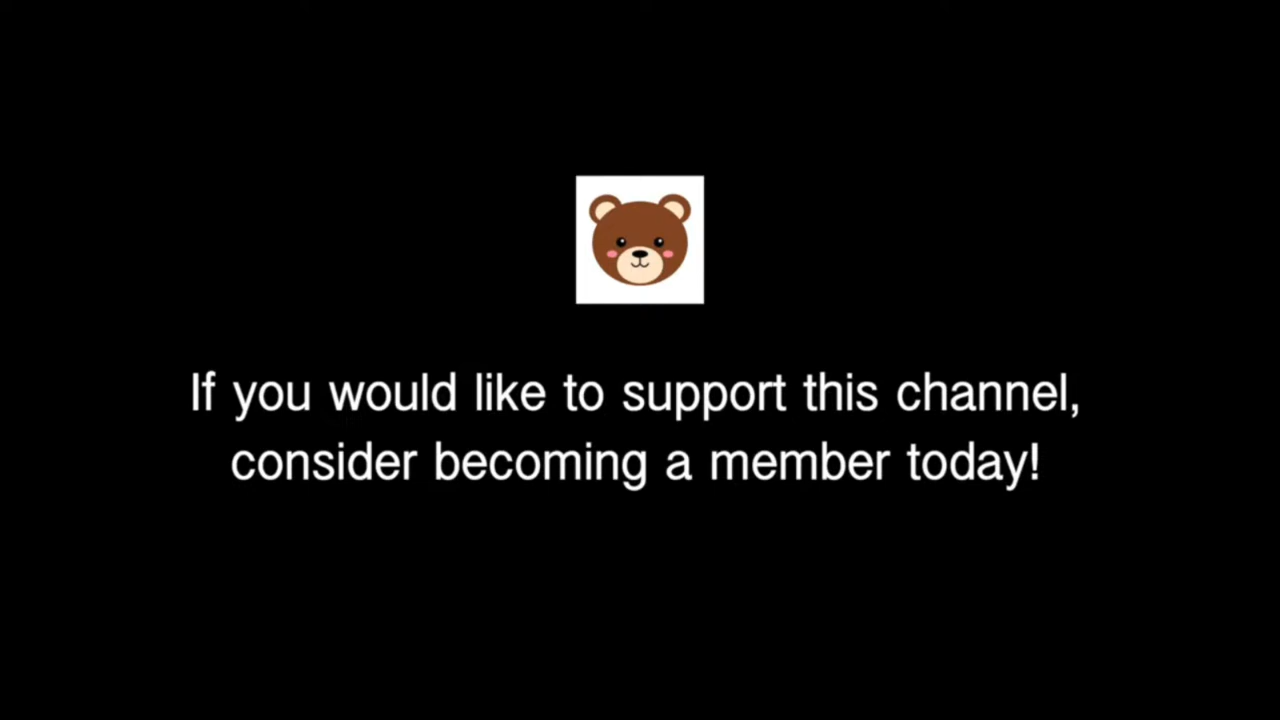 If you would like to support this channel,
consider becoming a member today!